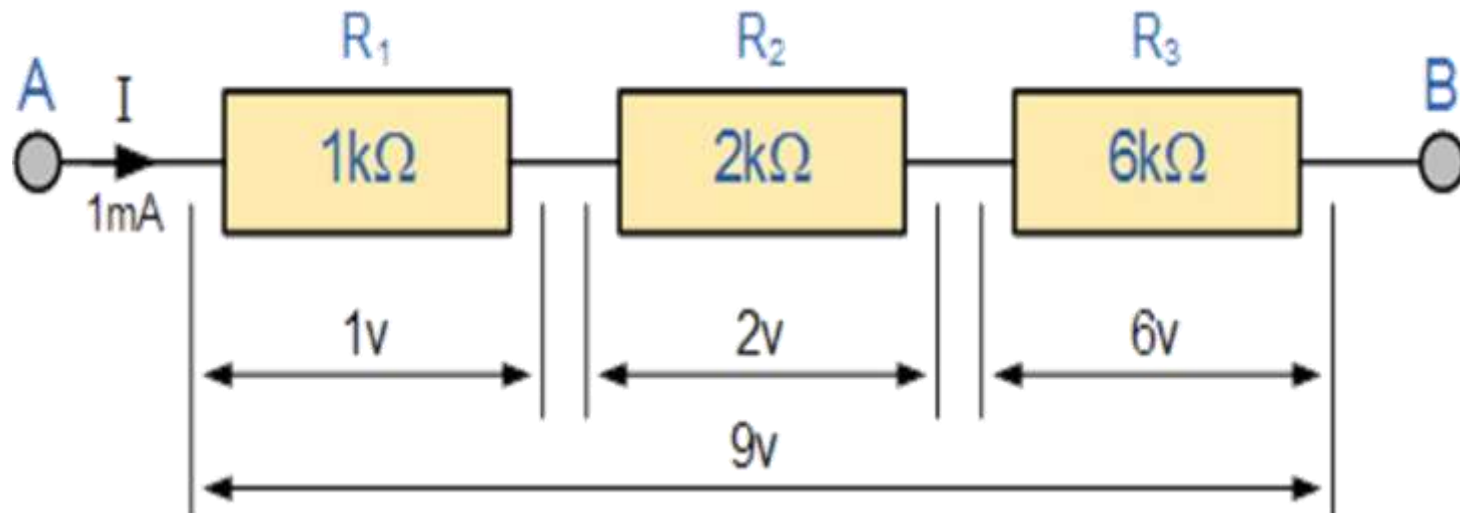 R₁ R₂ R₃
A I B
1kΩ 2kΩ 6kΩ
1mA
1v 2v 6v
9v